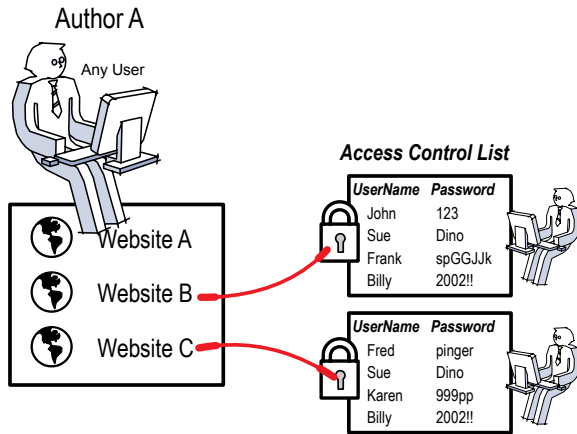 Author A
Any User
Website A
Website B
Website C
Access Control List
UserName Password
John 123
Sue Dino
Frank spGGJJk
Billy 2002!!
UserName Password
Fred pinger
Sue Dino
Karen 999pp
Billy 2002!!